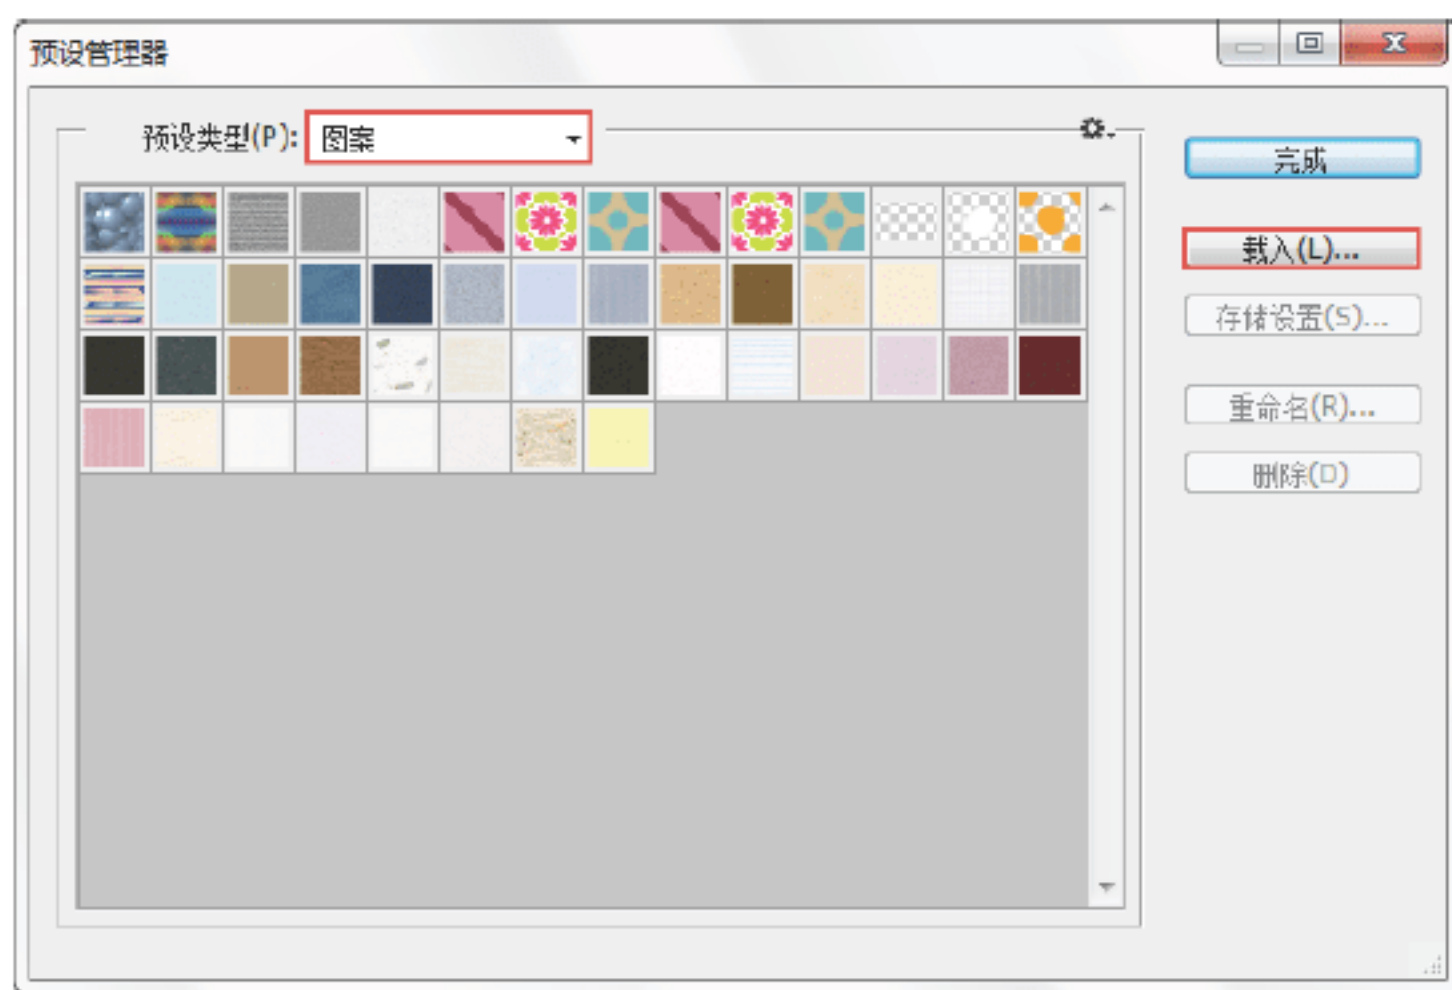 预设管理器
预设类型(P): 图案
完成
载入(L)...
存储设置(S)...
重命名(R)...
删除(D)